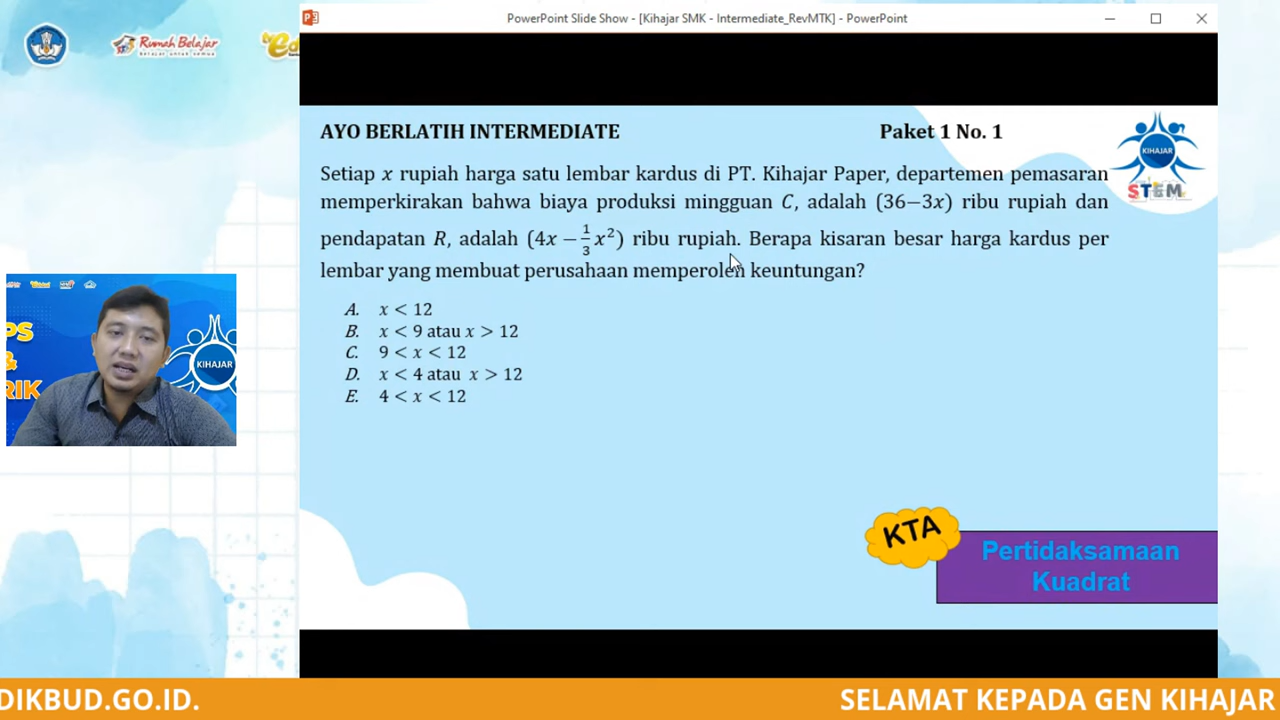 PowerPoint Slide Show - [Kihajar SMK - Intermediate_RevMTK] - PowerPoint
Rumah Belajar
belajar untuk semua
AYO BERLATIH INTERMEDIATE
Paket 1 No. 1
KIHAJAR
STEM
Setiap x rupiah harga satu lembar kardus di PT. Kihajar Paper, departemen pemasaran
memperkirakan bahwa biaya produksi mingguan C, adalah (36−3x) ribu rupiah dan
pendapatan R, adalah (4x − 1/3 x²) ribu rupiah. Berapa kisaran besar harga kardus per
lembar yang membuat perusahaan memperoleh keuntungan?
A. x < 12
B. x < 9 atau x > 12
C. 9 < x < 12
D. x < 4 atau x > 12
E. 4 < x < 12
KIHAJAR
KTA
Pertidaksamaan
Kuadrat
DIKBUD.GO.ID.
SELAMAT KEPADA GEN KIHAJAR